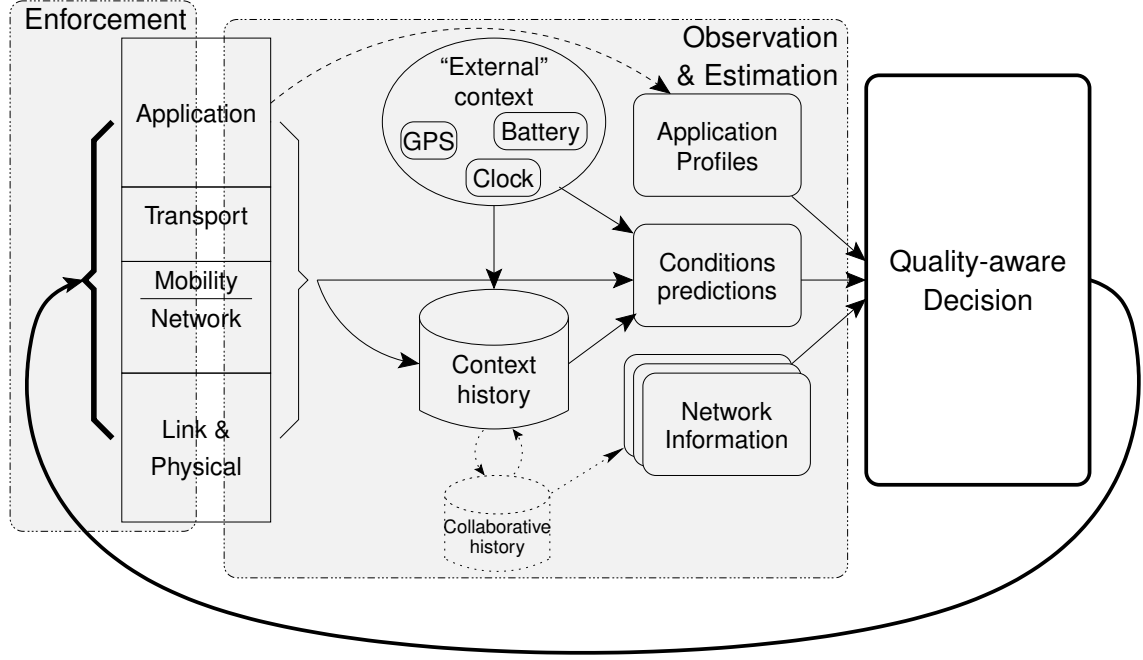 Enforcement
Observation
& Estimation
Application
Transport
Mobility
Network
Link &
Physical
“External”
context
GPS
Battery
Clock
Context
history
Collaborative
history
Application
Profiles
Conditions
predictions
Network
Information
Quality-aware
Decision